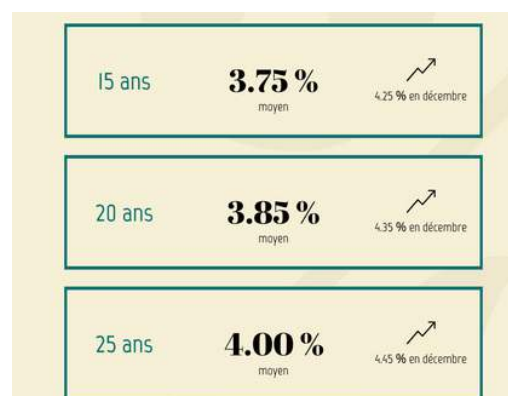 15 ans
3.75 %
moyen
4.25 % en décembre
20 ans
3.85 %
moyen
4.35 % en décembre
25 ans
4.00 %
moyen
4.45 % en décembre